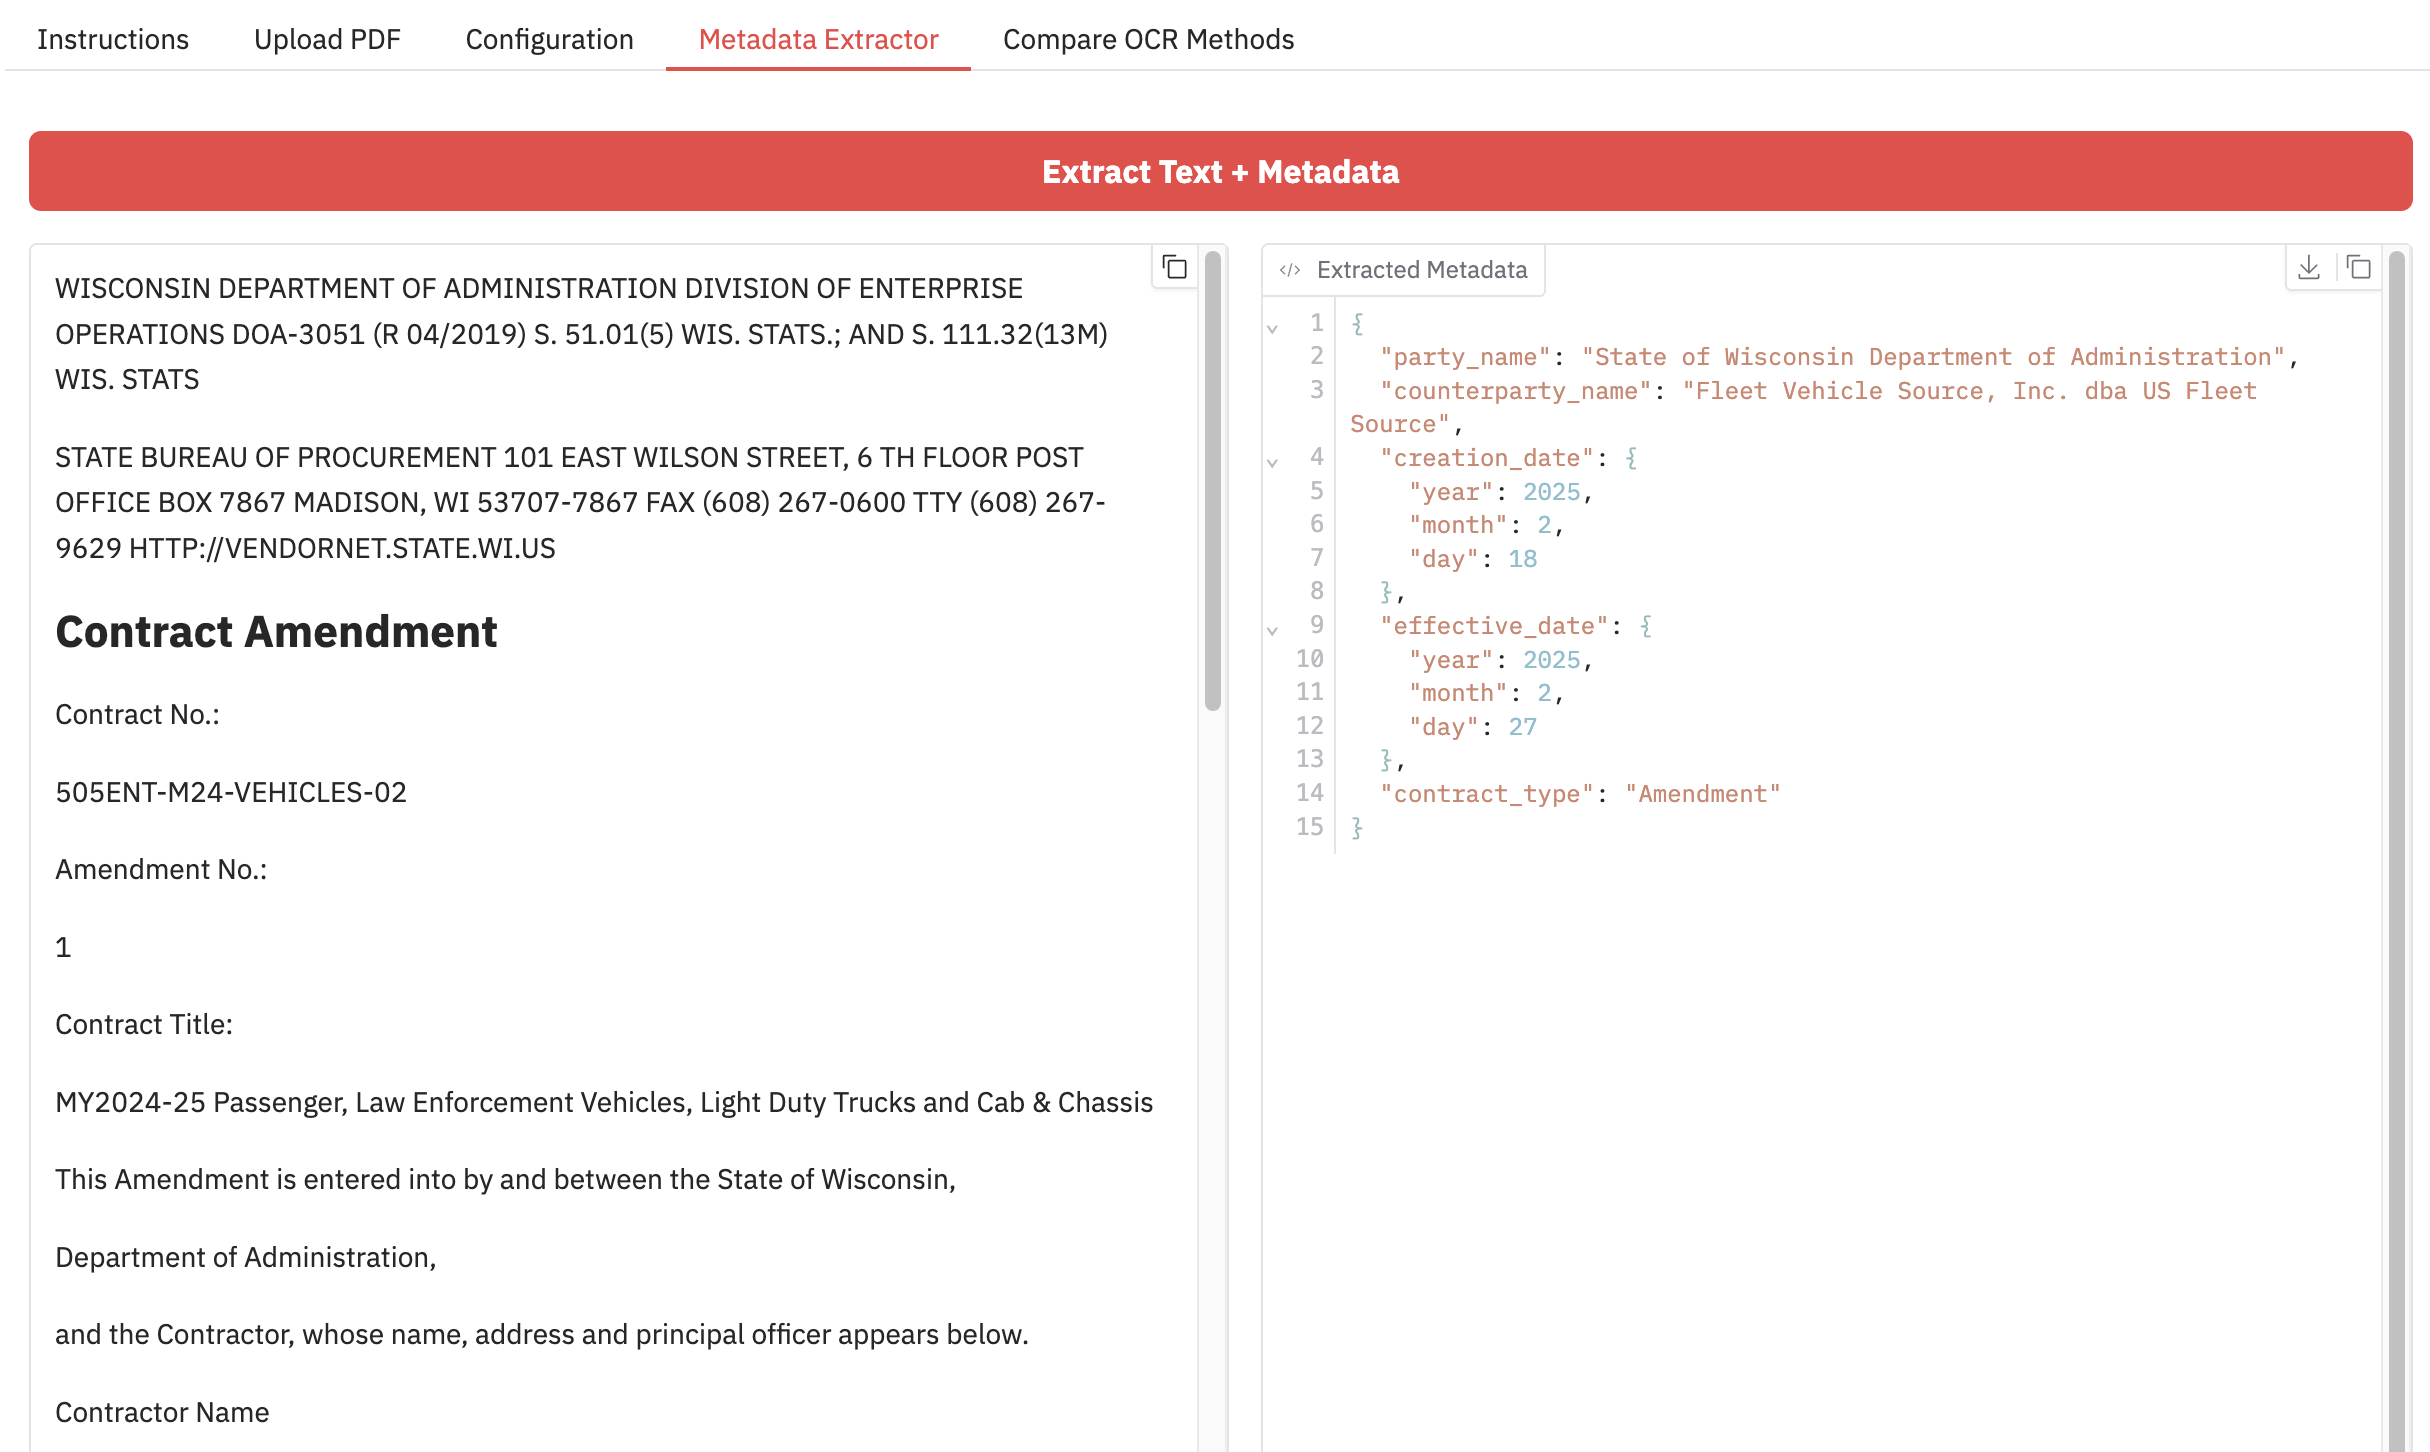 Instructions
Upload PDF
Configuration
Metadata Extractor
Compare OCR Methods
Extract Text + Metadata
WISCONSIN DEPARTMENT OF ADMINISTRATION DIVISION OF ENTERPRISE
OPERATIONS DOA-3051 (R 04/2019) S. 51.01(5) WIS. STATS.; AND S. 111.32(13M)
WIS. STATS
STATE BUREAU OF PROCUREMENT 101 EAST WILSON STREET, 6 TH FLOOR POST
OFFICE BOX 7867 MADISON, WI 53707-7867 FAX (608) 267-0600 TTY (608) 267-
9629 HTTP://VENDORNET.STATE.WI.US
Contract Amendment
Contract No.:
505ENT-M24-VEHICLES-02
Amendment No.:
1
Contract Title:
MY2024-25 Passenger, Law Enforcement Vehicles, Light Duty Trucks and Cab & Chassis
This Amendment is entered into by and between the State of Wisconsin,
Department of Administration,
and the Contractor, whose name, address and principal officer appears below.
Contractor Name
</> Extracted Metadata
1 {
2   "party_name": "State of Wisconsin Department of Administration",
3   "counterparty_name": "Fleet Vehicle Source, Inc. dba US Fleet
Source",
4   "creation_date": {
5     "year": 2025,
6     "month": 2,
7     "day": 18
8   },
9   "effective_date": {
10     "year": 2025,
11     "month": 2,
12     "day": 27
13   },
14   "contract_type": "Amendment"
15 }